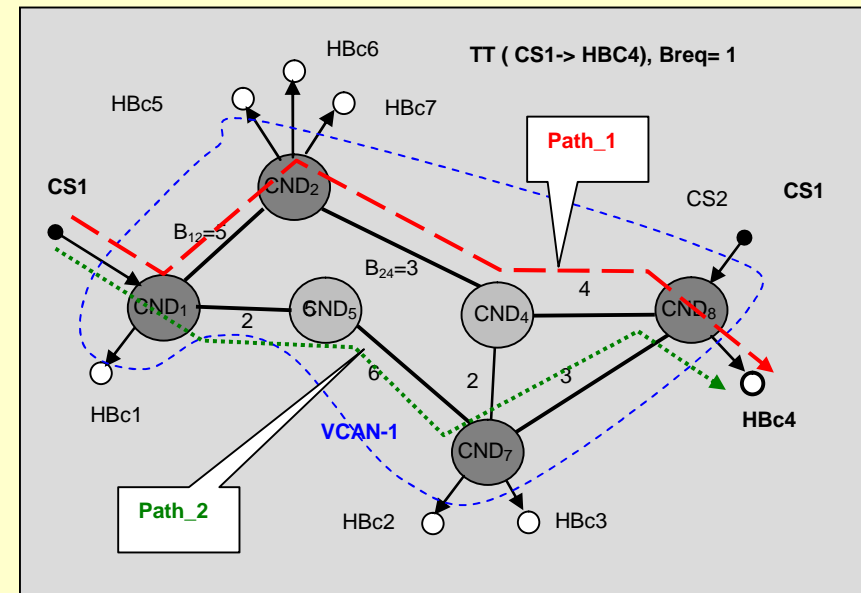 HBc6
TT ( CS1-> HBC4), Breq= 1
HBc5
HBc7
Path_1
CND2
CS1
CS2
CS1
B12=5
B24=3
4
CND1
6
CND5
CND4
CND8
2
6
2
3
HBc1
VCAN-1
HBc4
CND7
Path_2
HBc2
HBc3